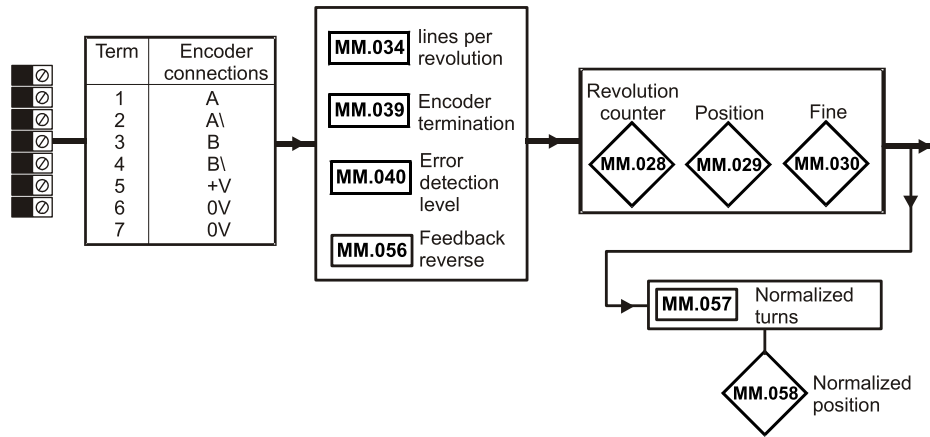 Term Encoder connections
1 A
2 A\
3 B
4 B\
5 +V
6 0V
7 0V
MM.034 lines per
revolution
MM.039 Encoder
termination
MM.040 Error
detection
level
MM.056 Feedback
reverse
Revolution
counter
Position
Fine
MM.028
MM.029
MM.030
MM.057 Normalized
turns
MM.058 Normalized
position